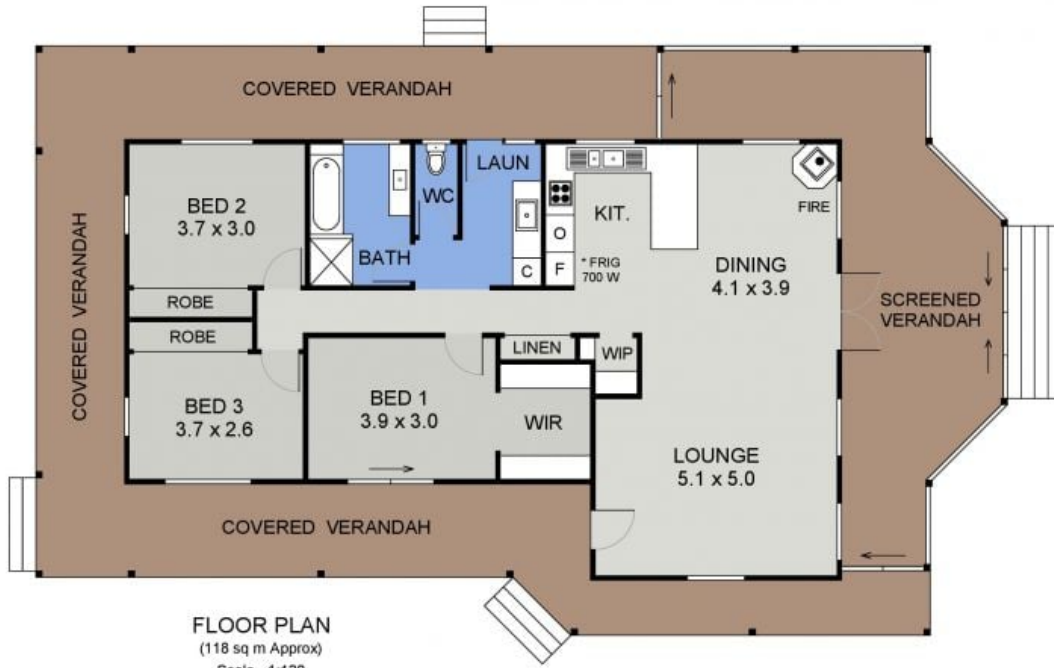 COVERED VERANDAH
COVERED VERANDAH
BED 2
3.7 x 3.0
ROBE
ROBE
BED 3
3.7 x 2.6
BATH
WC
LAUN
C
KIT.
O
F
* FRIG
700 W
FIRE
DINING
4.1 x 3.9
SCREENED
VERANDAH
LINEN
WIP
BED 1
3.9 x 3.0
WIR
LOUNGE
5.1 x 5.0
COVERED VERANDAH
FLOOR PLAN
(118 sq m Approx)